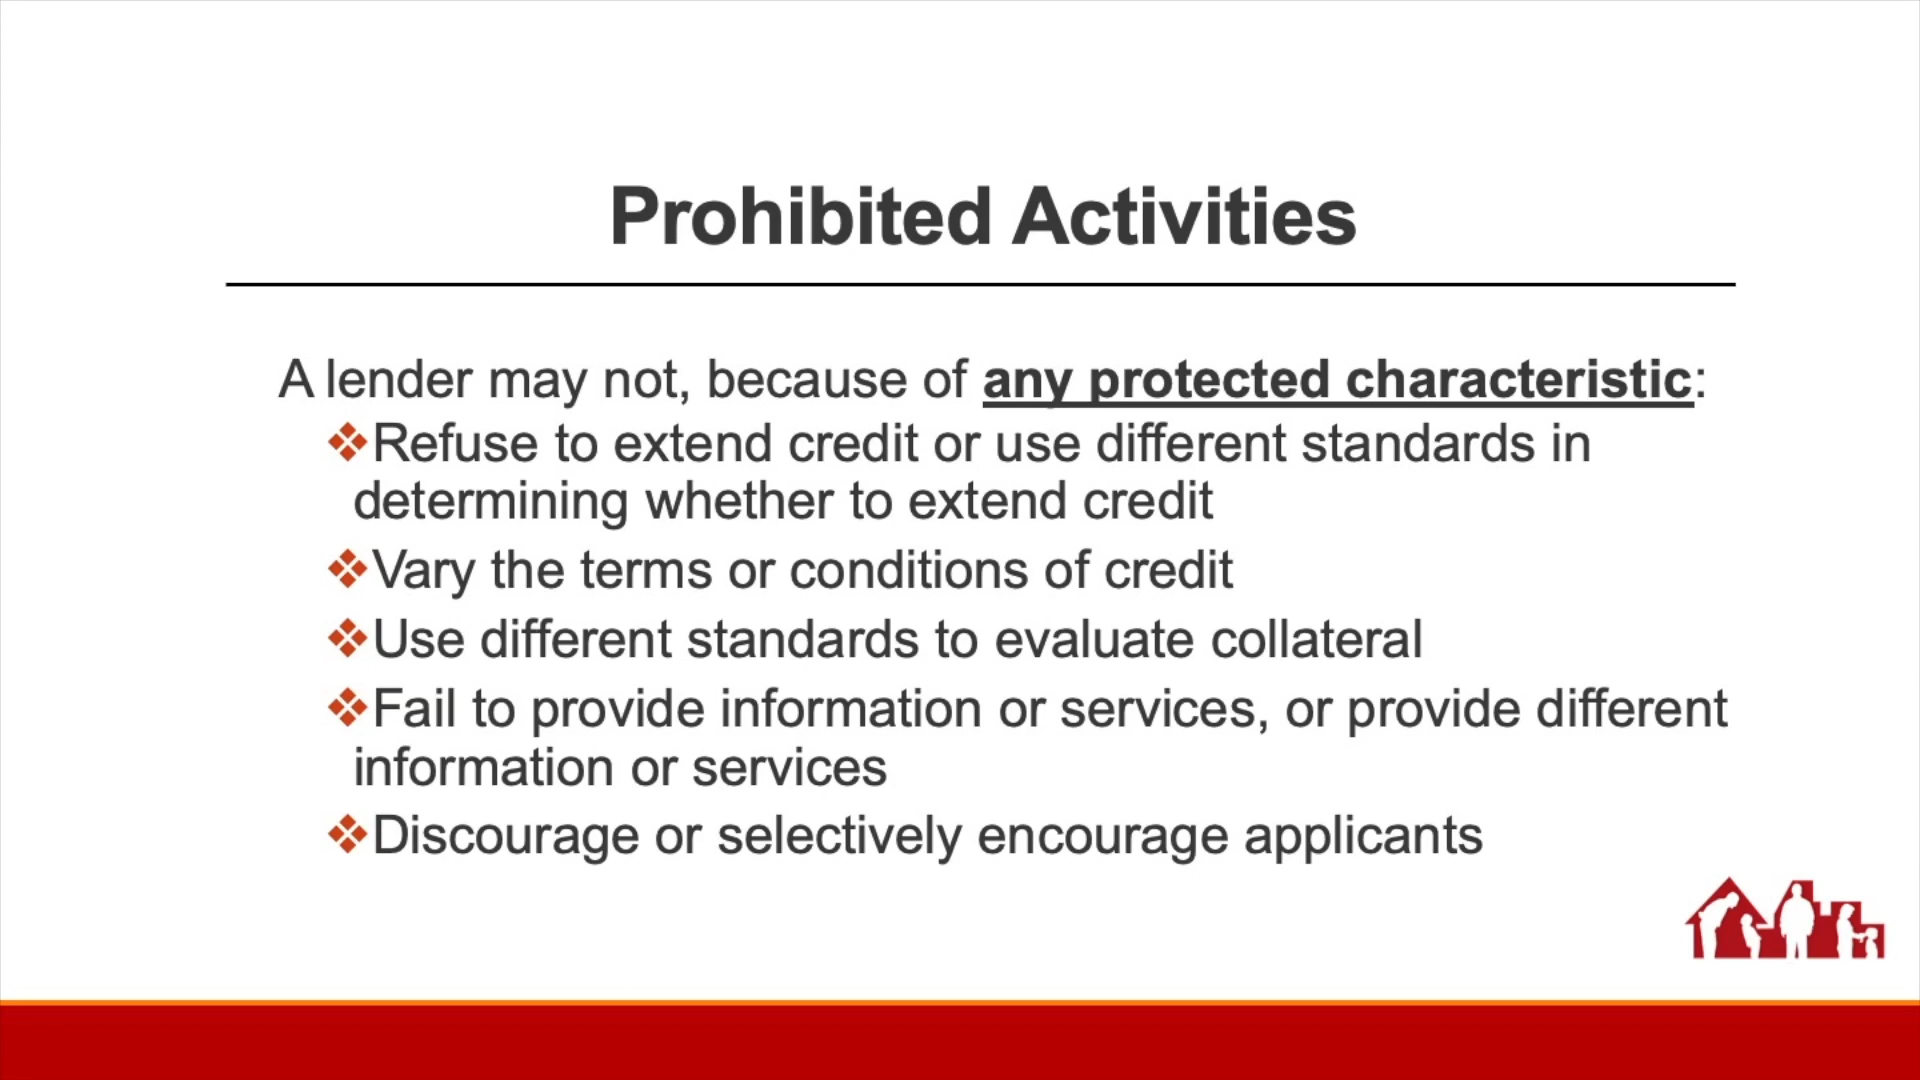 Prohibited Activities
A lender may not, because of any protected characteristic:
❖Refuse to extend credit or use different standards in
determining whether to extend credit
❖Vary the terms or conditions of credit
❖Use different standards to evaluate collateral
❖Fail to provide information or services, or provide different
information or services
❖Discourage or selectively encourage applicants